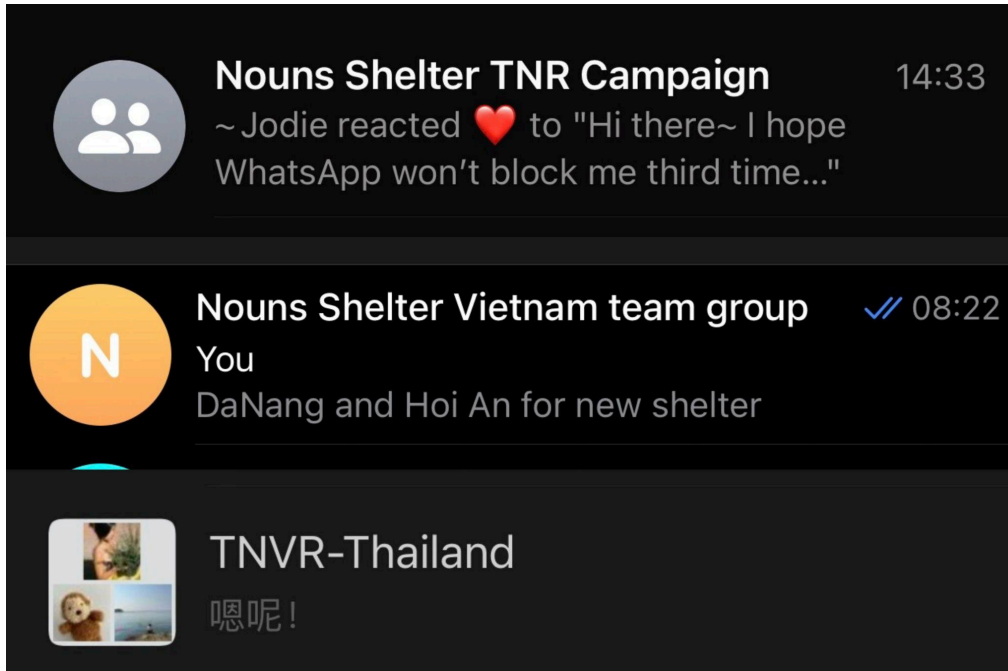 Nouns Shelter TNR Campaign 14:33
~ Jodie reacted ❤️ to "Hi there~ I hope
WhatsApp won’t block me third time..."
N
Nouns Shelter Vietnam team group 08:22
You
DaNang and Hoi An for new shelter
TNVR-Thailand
嗯呢!